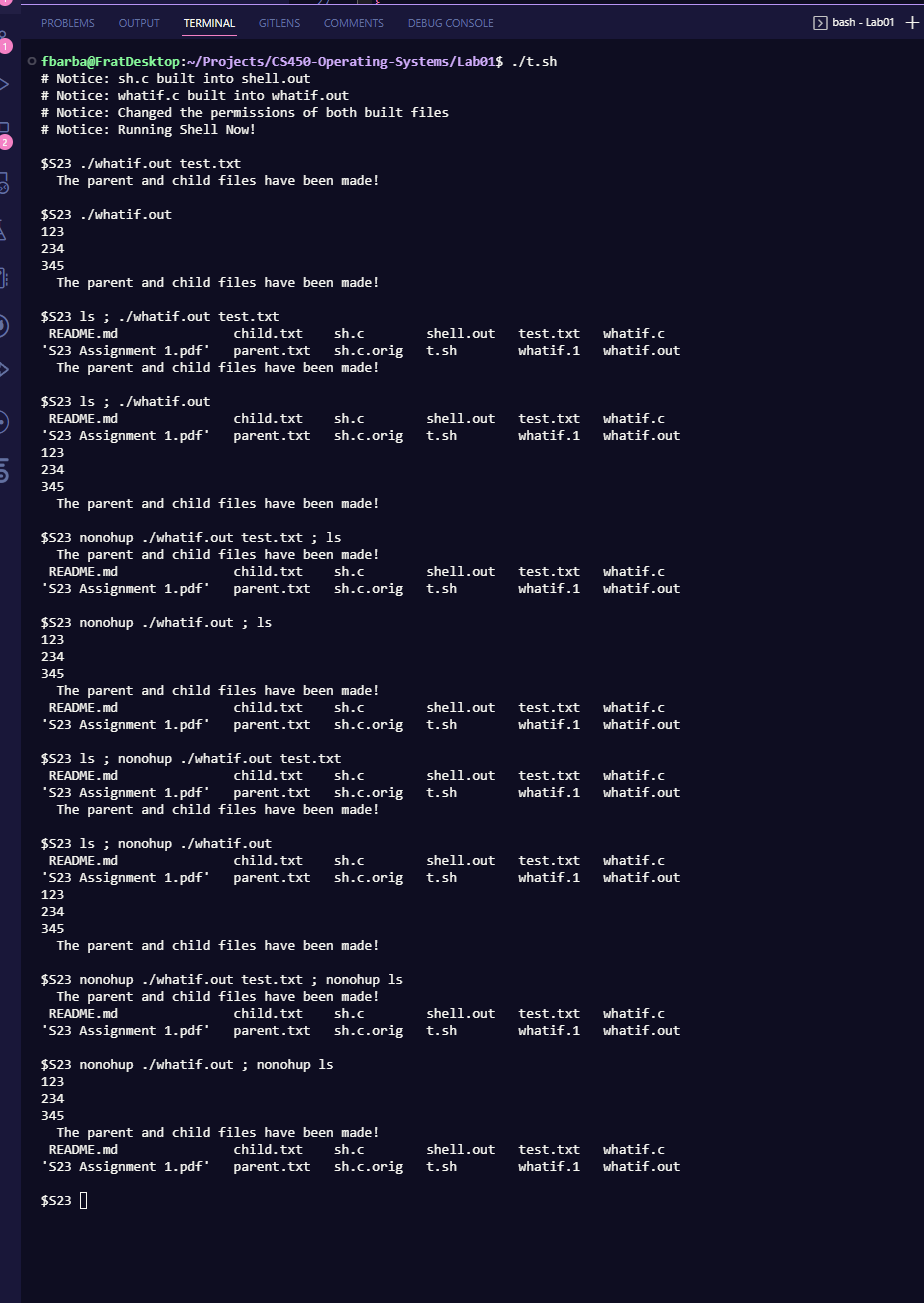 PROBLEMS OUTPUT TERMINAL GITLENS COMMENTS DEBUG CONSOLE bash - Lab01
fbarba@FratDesktop:~/Projects/CS450-Operating-Systems/Lab01$ ./t.sh
# Notice: sh.c built into shell.out
# Notice: whatif.c built into whatif.out
# Notice: Changed the permissions of both built files
# Notice: Running Shell Now!
$S23 ./whatif.out test.txt
The parent and child files have been made!
$S23 ./whatif.out
123
234
345
The parent and child files have been made!
$S23 ls ; ./whatif.out test.txt
README.md child.txt sh.c shell.out test.txt whatif.c
'S23 Assignment 1.pdf' parent.txt sh.c.orig t.sh whatif.1 whatif.out
The parent and child files have been made!
$S23 ls ; ./whatif.out
README.md child.txt sh.c shell.out test.txt whatif.c
'S23 Assignment 1.pdf' parent.txt sh.c.orig t.sh whatif.1 whatif.out
123
234
345
The parent and child files have been made!
$S23 nonohup ./whatif.out test.txt ; ls
The parent and child files have been made!
README.md child.txt sh.c shell.out test.txt whatif.c
'S23 Assignment 1.pdf' parent.txt sh.c.orig t.sh whatif.1 whatif.out
$S23 nonohup ./whatif.out ; ls
123
234
345
The parent and child files have been made!
README.md child.txt sh.c shell.out test.txt whatif.c
'S23 Assignment 1.pdf' parent.txt sh.c.orig t.sh whatif.1 whatif.out
$S23 ls ; nonohup ./whatif.out test.txt
README.md child.txt sh.c shell.out test.txt whatif.c
'S23 Assignment 1.pdf' parent.txt sh.c.orig t.sh whatif.1 whatif.out
The parent and child files have been made!
$S23 ls ; nonohup ./whatif.out
README.md child.txt sh.c shell.out test.txt whatif.c
'S23 Assignment 1.pdf' parent.txt sh.c.orig t.sh whatif.1 whatif.out
123
234
345
The parent and child files have been made!
$S23 nonohup ./whatif.out test.txt ; nonohup ls
The parent and child files have been made!
README.md child.txt sh.c shell.out test.txt whatif.c
'S23 Assignment 1.pdf' parent.txt sh.c.orig t.sh whatif.1 whatif.out
$S23 nonohup ./whatif.out ; nonohup ls
123
234
345
The parent and child files have been made!
README.md child.txt sh.c shell.out test.txt whatif.c
'S23 Assignment 1.pdf' parent.txt sh.c.orig t.sh whatif.1 whatif.out
$S23
1
2